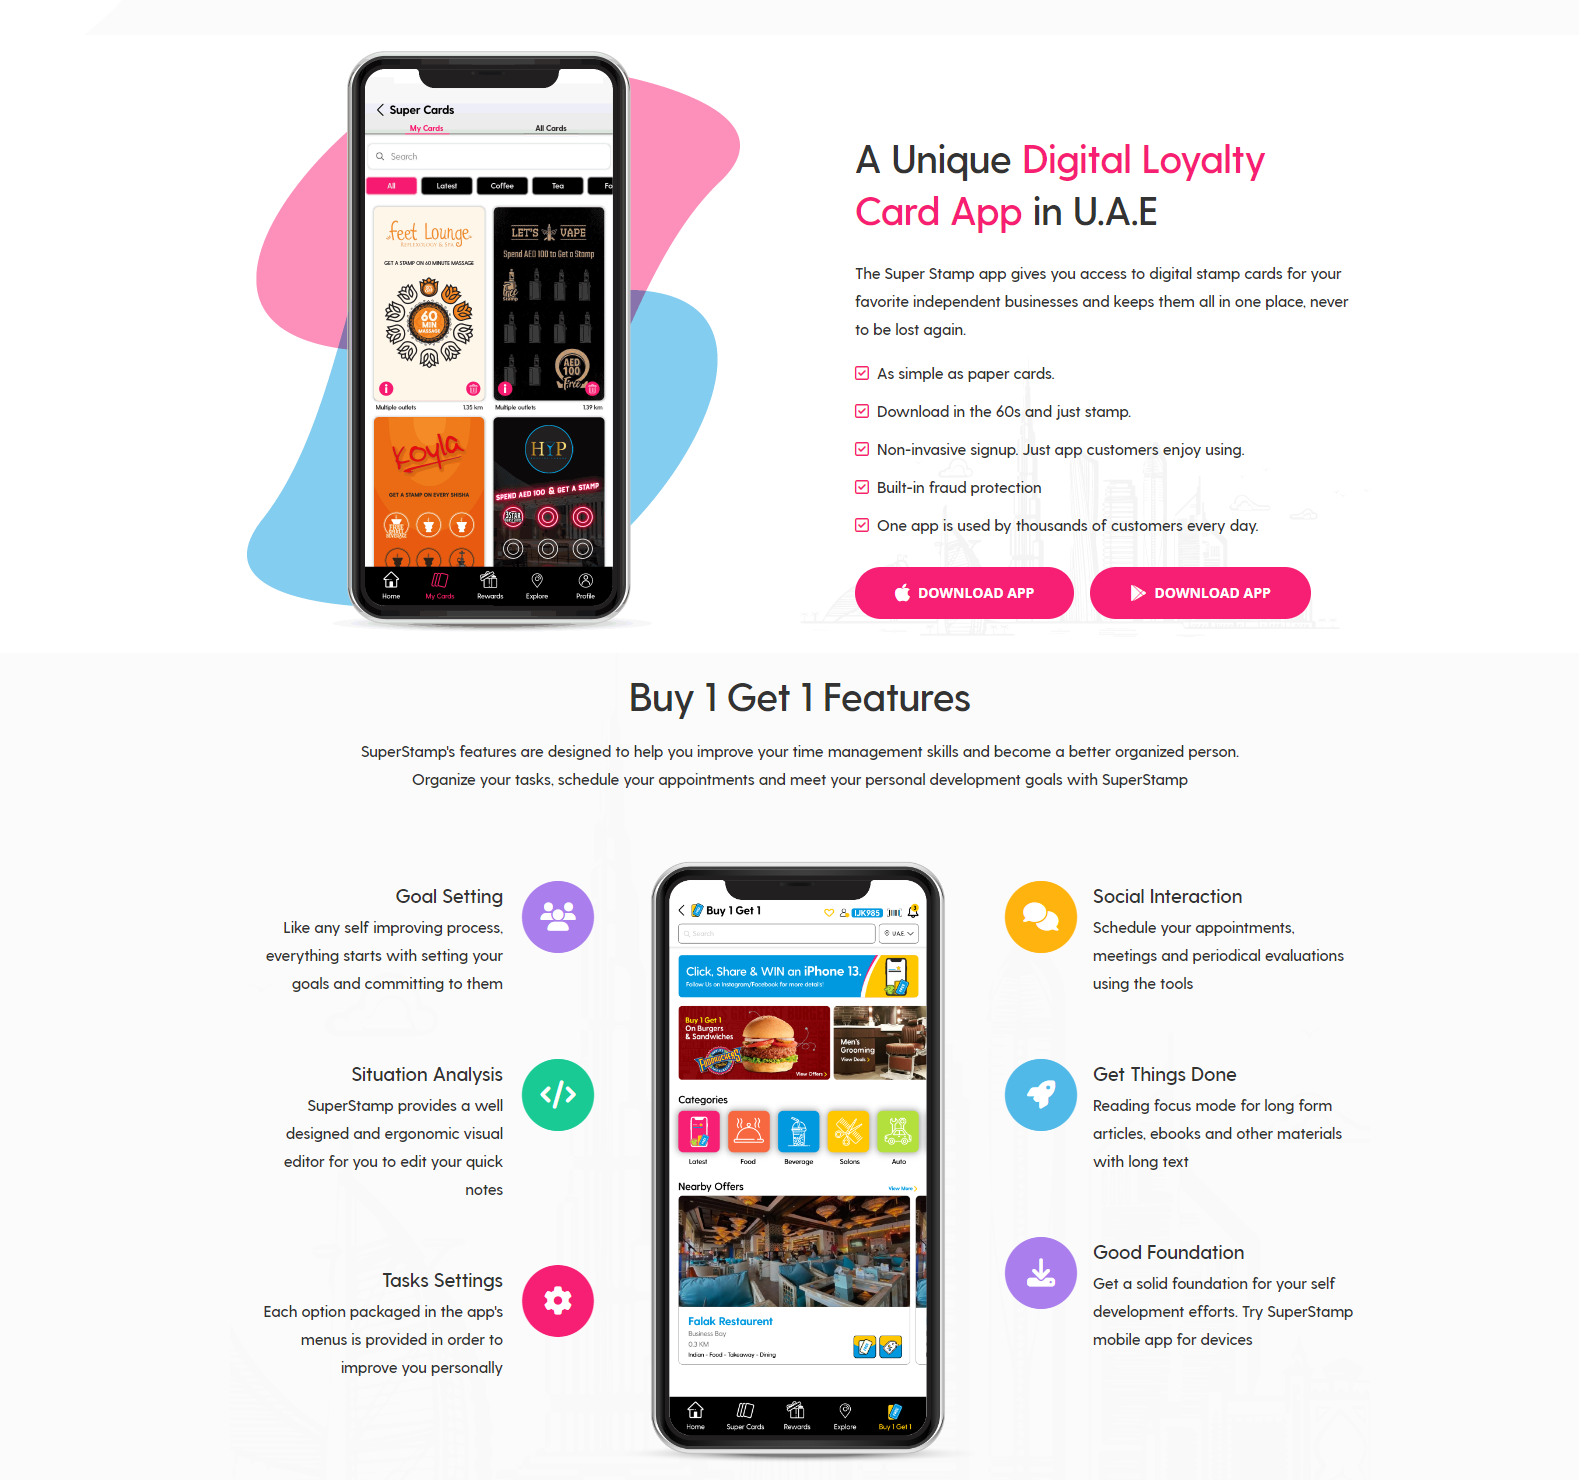 Super Cards
My Cards
All Cards
Search
All
Latest
Coffee
Tea
Fo
feet Lounge
REFLEXOLOGY & SPA
GET A STAMP ON 60 MINUTE MASSAGE
60
MIN
MASSAGE
Multiple outlets
1.35 km
LET'S VAPE
Spend AED 100 to Get a Stamp
Free
Stamp
AED
100
Free
Multiple outlets
1.39 km
Koyla
GET A STAMP ON EVERY SHISHA
HYP
SPEND AED 100 & GET A STAMP
Home
My Cards
Rewards
Explore
Profile
A Unique Digital Loyalty
Card App in U.A.E
The Super Stamp app gives you access to digital stamp cards for your
favorite independent businesses and keeps them all in one place, never
to be lost again.
As simple as paper cards.
Download in the 60s and just stamp.
Non-invasive signup. Just app customers enjoy using.
Built-in fraud protection
One app is used by thousands of customers every day.
DOWNLOAD APP
DOWNLOAD APP
Buy 1 Get 1 Features
SuperStamp's features are designed to help you improve your time management skills and become a better organized person.
Organize your tasks, schedule your appointments and meet your personal development goals with SuperStamp
Goal Setting
Like any self improving process,
everything starts with setting your
goals and committing to them
Situation Analysis
SuperStamp provides a well
designed and ergonomic visual
editor for you to edit your quick
notes
Tasks Settings
Each option packaged in the app's
menus is provided in order to
improve you personally
Buy 1 Get 1
IJK985
3
Search
UAE
Click, Share & WIN an iPhone 13.
Follow Us on Instagram/Facebook for more details!
Buy 1 Get 1
On Burgers
& Sandwiches
View Offers >
Men's
Grooming
View Deals >
Categories
Latest
Food
Beverage
Salons
Auto
Nearby Offers
View More >
Falak Restaurent
Business Bay
0.3 KM
Indian - Food - Takeaway - Dining
Home
Super Cards
Rewards
Explore
Buy 1 Get 1
Social Interaction
Schedule your appointments,
meetings and periodical evaluations
using the tools
Get Things Done
Reading focus mode for long form
articles, ebooks and other materials
with long text
Good Foundation
Get a solid foundation for your self
development efforts. Try SuperStamp
mobile app for devices